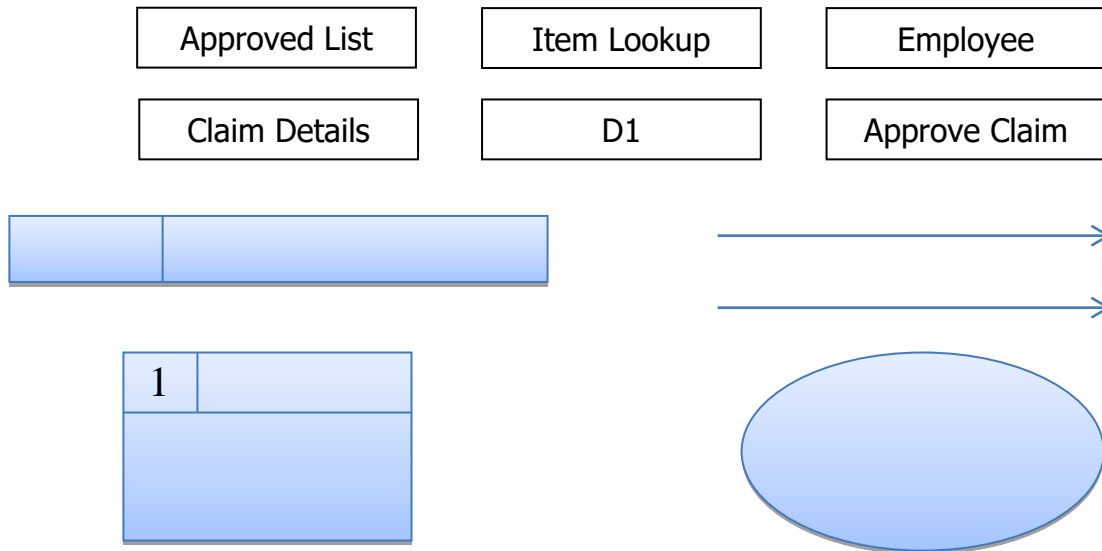 Approved List
Item Lookup
Employee
Claim Details
D1
Approve Claim
1